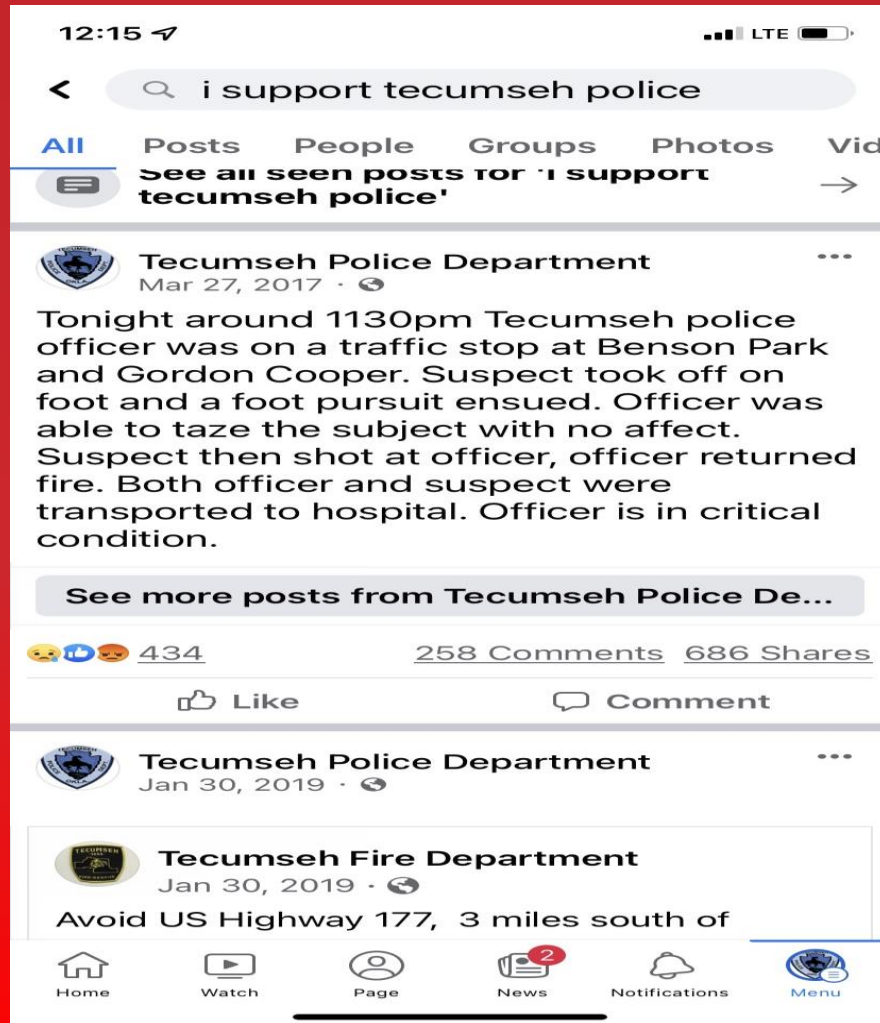 12:15
LTE
i support tecumseh police
All Posts People Groups Photos Vid
See all seen posts for 'i support
tecumseh police'
Tecumseh Police Department
Mar 27, 2017 ·
Tonight around 1130pm Tecumseh police
officer was on a traffic stop at Benson Park
and Gordon Cooper. Suspect took off on
foot and a foot pursuit ensued. Officer was
able to taze the subject with no affect.
Suspect then shot at officer, officer returned
fire. Both officer and suspect were
transported to hospital. Officer is in critical
condition.
See more posts from Tecumseh Police De...
434 258 Comments 686 Shares
Like Comment
Tecumseh Police Department
Jan 30, 2019 ·
TECUMSEH
Tecumseh Fire Department
Jan 30, 2019 ·
Avoid US Highway 177, 3 miles south of
2
Home Watch Page News Notifications Menu